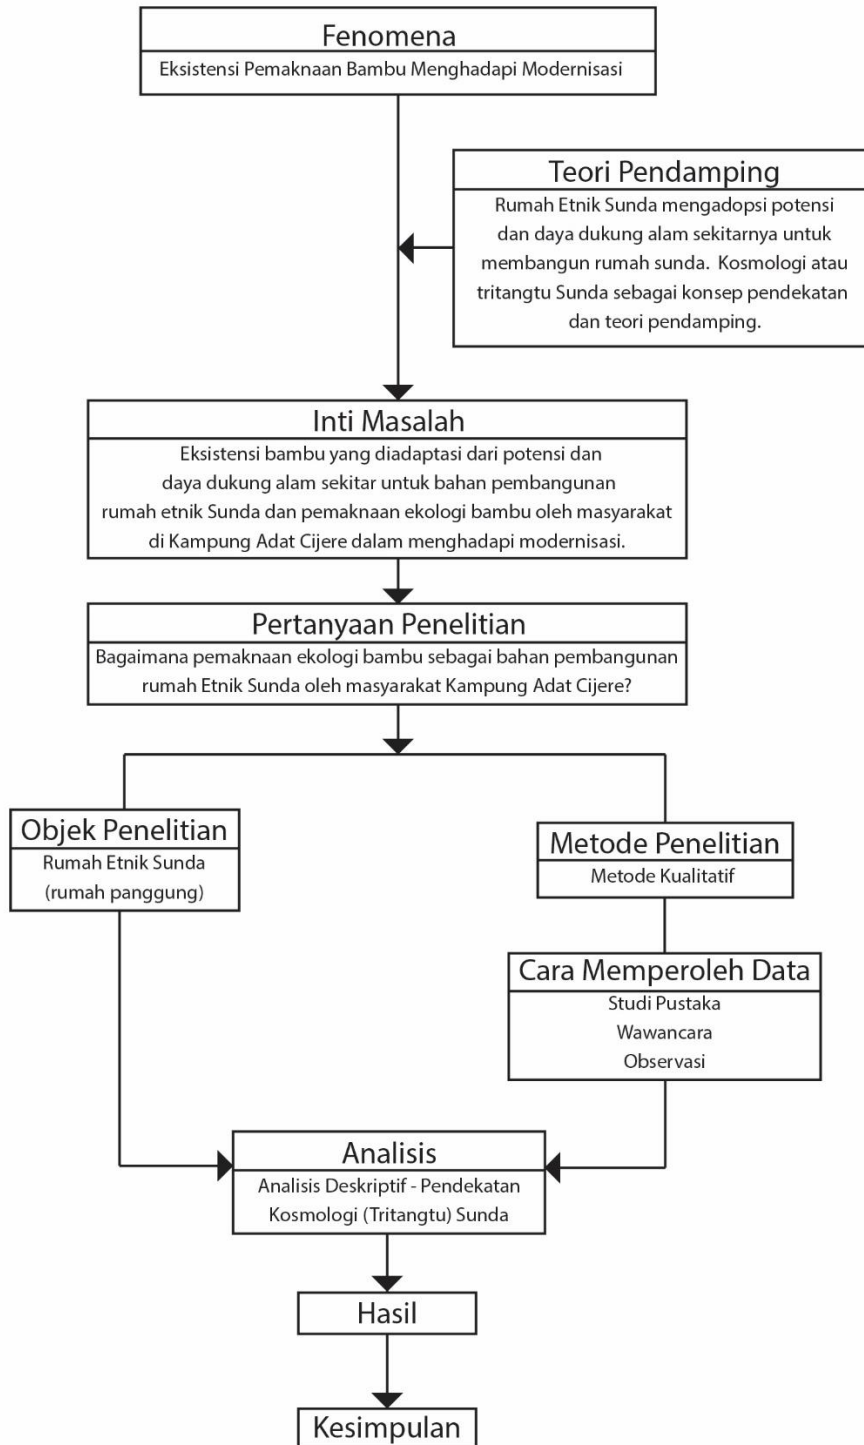 Fenomena
Eksistensi Pemaknaan Bambu Menghadapi Modernisasi
Teori Pendamping
Rumah Etnik Sunda mengadopsi potensi
dan daya dukung alam sekitarnya untuk
membangun rumah sunda. Kosmologi atau
tritangtu Sunda sebagai konsep pendekatan
dan teori pendamping.
Inti Masalah
Eksistensi bambu yang diadaptasi dari potensi dan
daya dukung alam sekitar untuk bahan pembangunan
rumah etnik Sunda dan pemaknaan ekologi bambu oleh masyarakat
di Kampung Adat Cijere dalam menghadapi modernisasi.
Pertanyaan Penelitian
Bagaimana pemaknaan ekologi bambu sebagai bahan pembangunan
rumah Etnik Sunda oleh masyarakat Kampung Adat Cijere?
Objek Penelitian
Rumah Etnik Sunda
(rumah panggung)
Metode Penelitian
Metode Kualitatif
Cara Memperoleh Data
Studi Pustaka
Wawancara
Observasi
Analisis
Analisis Deskriptif - Pendekatan
Kosmologi (Tritangtu) Sunda
Hasil
Kesimpulan